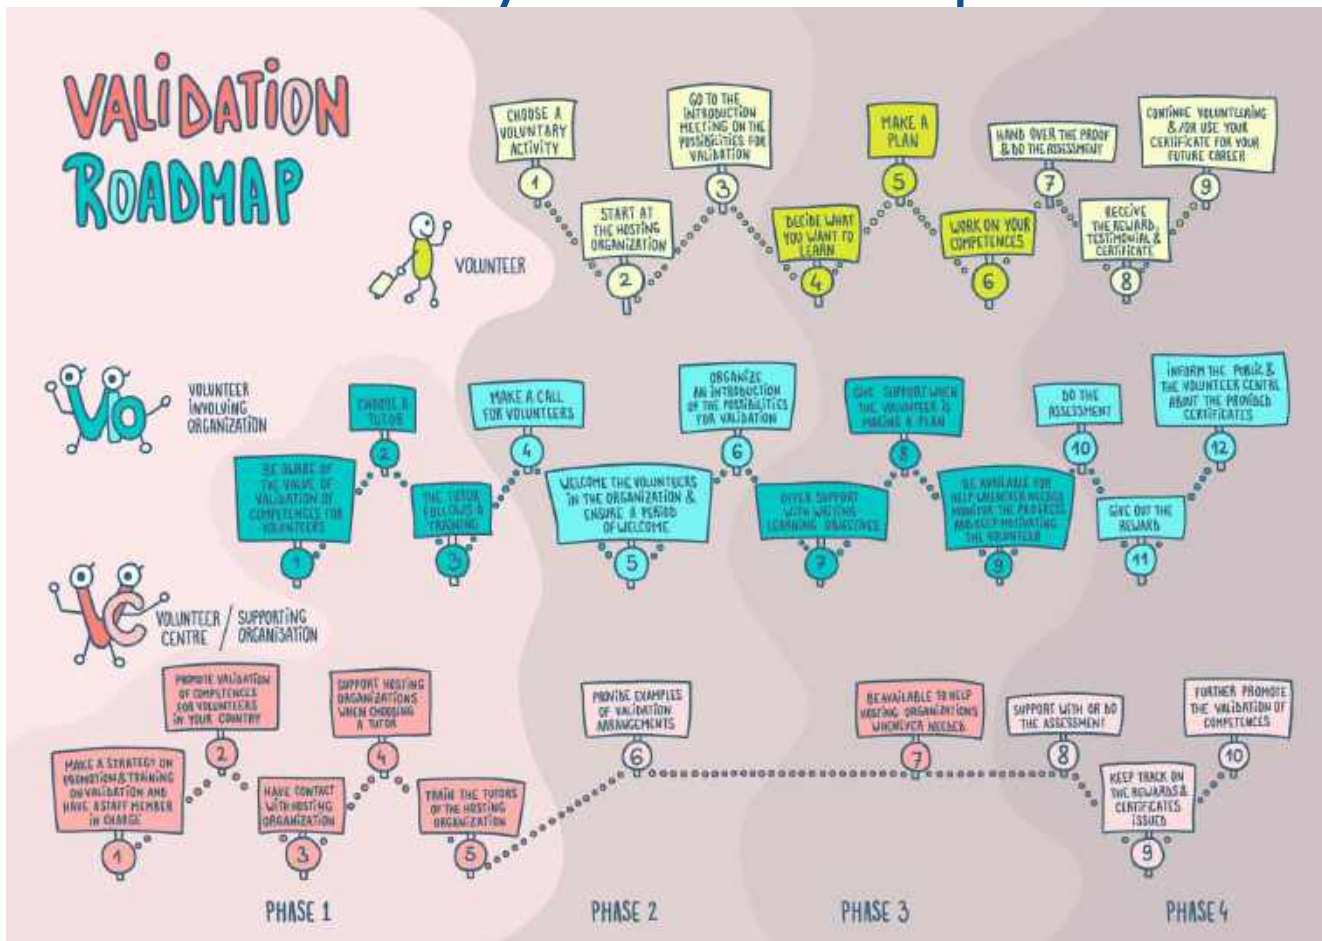 VALIDATION
ROADMAP
VOLUNTEER
CHOOSE A
VOLUNTARY
ACTIVITY
1
START AT
THE HOSTING
ORGANIZATION
2
GO TO THE
INTRODUCTION
MEETING ON THE
POSSIBILITIES FOR
VALIDATION
3
DECIDE WHAT
YOU WANT TO
LEARN
4
MAKE A
PLAN
5
WORK ON YOUR
COMPETENCES
6
HAND OVER THE PROOF
& DO THE ASSESSMENT
7
RECEIVE
THE REWARD,
TESTIMONIAL &
CERTIFICATE
8
CONTINUE VOLUNTEERING
&/OR USE YOUR
CERTIFICATE FOR YOUR
FUTURE CAREER
9
Vio
VOLUNTEER
INVOLVING
ORGANIZATION
BE AWARE OF
THE VALUE OF
VALIDATION OF
COMPETENCES FOR
VOLUNTEERS
1
CHOOSE A
TUTOR
2
THE TUTOR
FOLLOWS A
TRAINING
3
MAKE A CALL
FOR VOLUNTEERS
4
WELCOME THE VOLUNTEERS
IN THE ORGANIZATION &
ENSURE A PERIOD
OF WELCOME
5
ORGANIZE
AN INTRODUCTION
OF THE POSSIBILITIES
FOR VALIDATION
6
OFFER SUPPORT
WITH WRITING
LEARNING OBJECTIVES
7
GIVE SUPPORT WHEN
THE VOLUNTEER IS
MAKING A PLAN
8
BE AVAILABLE FOR
HELP WHENEVER NEEDED
MONITOR THE PROGRESS
AND KEEP MOTIVATING
THE VOLUNTEER
9
DO THE
ASSESSMENT
10
GIVE OUT THE
REWARD
11
INFORM THE PUBLIC &
THE VOLUNTEER CENTRE
ABOUT THE PROVIDED
CERTIFICATES
12
VC
VOLUNTEER / SUPPORTING
CENTRE / ORGANISATION
MAKE A STRATEGY ON
PROMOTION & TRAINING
ON VALIDATION AND
HAVE A STAFF MEMBER
IN CHARGE
1
PROMOTE VALIDATION
OF COMPETENCES
FOR VOLUNTEERS
IN YOUR COUNTRY
2
HAVE CONTACT
WITH HOSTING
ORGANIZATION
3
SUPPORT HOSTING
ORGANIZATIONS
WHEN CHOOSING
A TUTOR
4
TRAIN THE TUTORS
OF THE HOSTING
ORGANIZATION
5
PROVIDE EXAMPLES
OF VALIDATION
ARRANGEMENTS
6
BE AVAILABLE TO HELP
HOSTING ORGANIZATIONS
WHENEVER NEEDED
7
SUPPORT WITH OR DO
THE ASSESSMENT
8
KEEP TRACK ON
THE REWARDS &
CERTIFICATES
ISSUED
9
FURTHER PROMOTE
THE VALIDATION OF
COMPETENCES
10
PHASE 1
PHASE 2
PHASE 3
PHASE 4